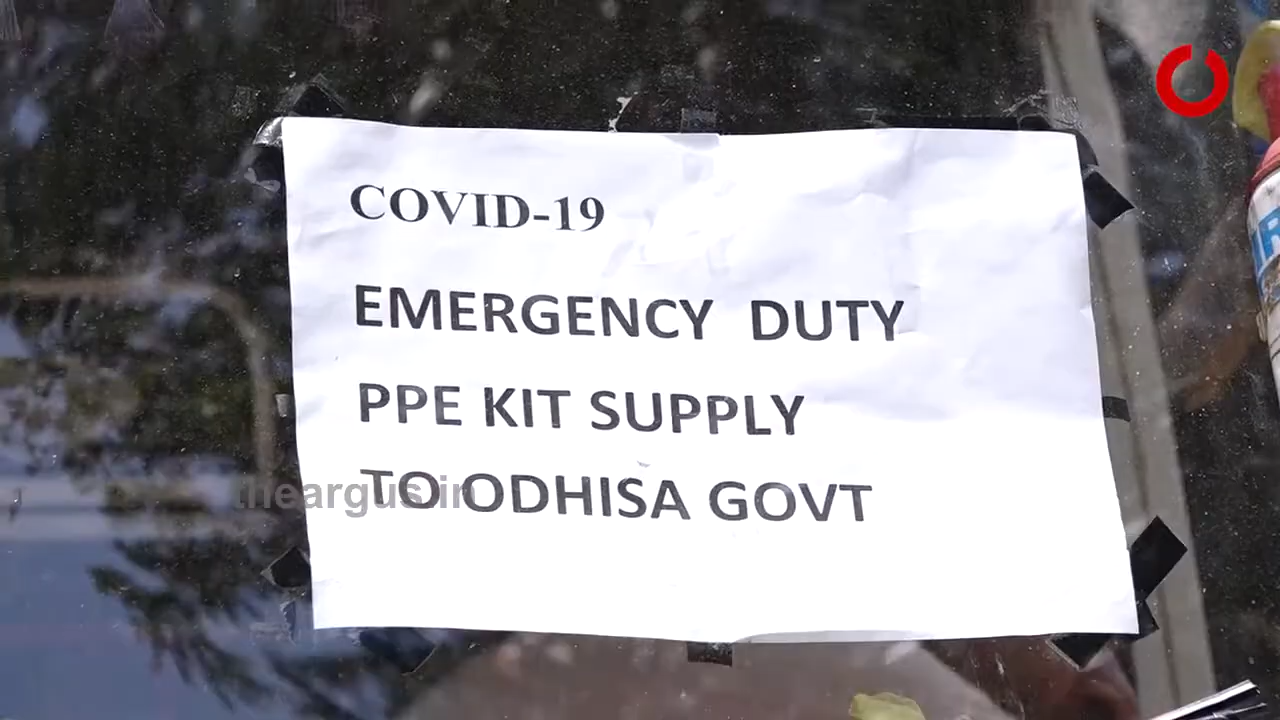 COVID-19
EMERGENCY DUTY
PPE KIT SUPPLY
TO ODHISA GOVT
theargus.in